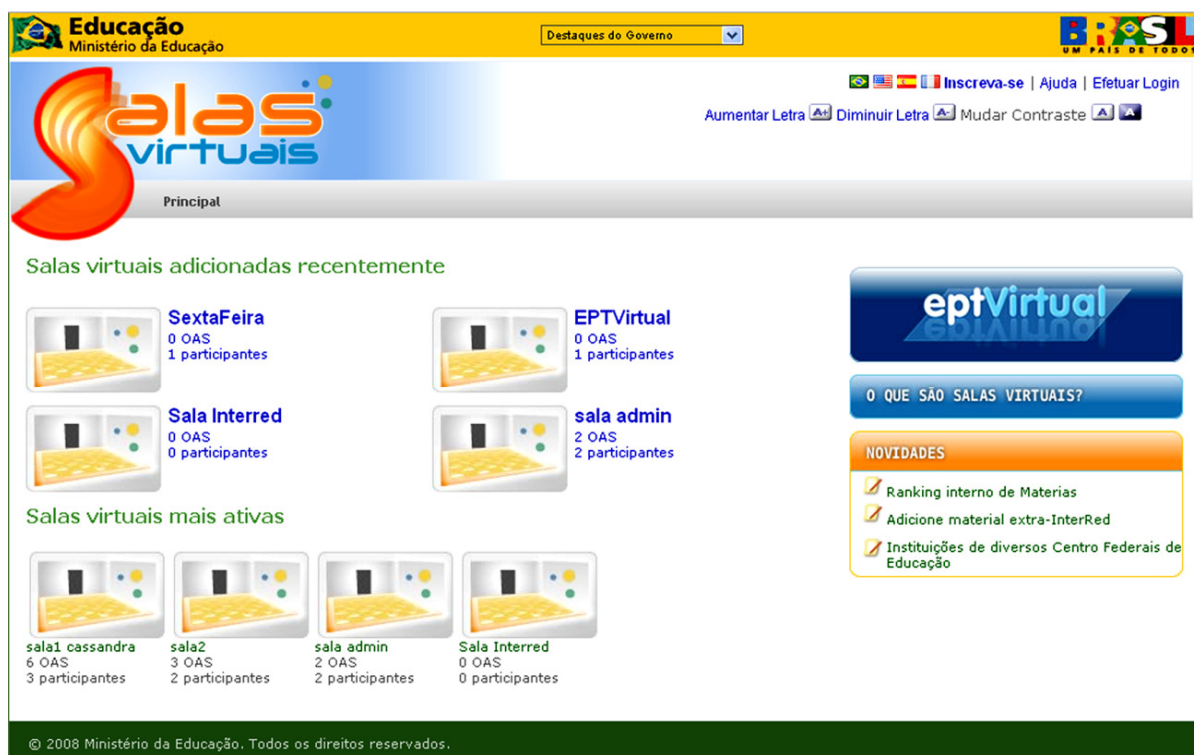 Educação
Ministério da Educação
Destaques do Governo
BRASIL
UM PAÍS DE TODOS
Salas
virtuais
Inscreva-se | Ajuda | Efetuar Login
Aumentar Letra A+ Diminuir Letra A- Mudar Contraste A A
Principal
Salas virtuais adicionadas recentemente
SextaFeira
0 OAS
1 participantes
EPTVirtual
0 OAS
1 participantes
Sala Interred
0 OAS
0 participantes
sala admin
2 OAS
2 participantes
Salas virtuais mais ativas
sala1 cassandra
6 OAS
3 participantes
sala2
3 OAS
2 participantes
sala admin
2 OAS
2 participantes
Sala Interred
0 OAS
0 participantes
eptVirtual
O QUE SÃO SALAS VIRTUAIS?
NOVIDADES
Ranking interno de Materias
Adicione material extra-InterRed
Instituições de diversos Centro Federais de
Educação
© 2008 Ministério da Educação. Todos os direitos reservados.